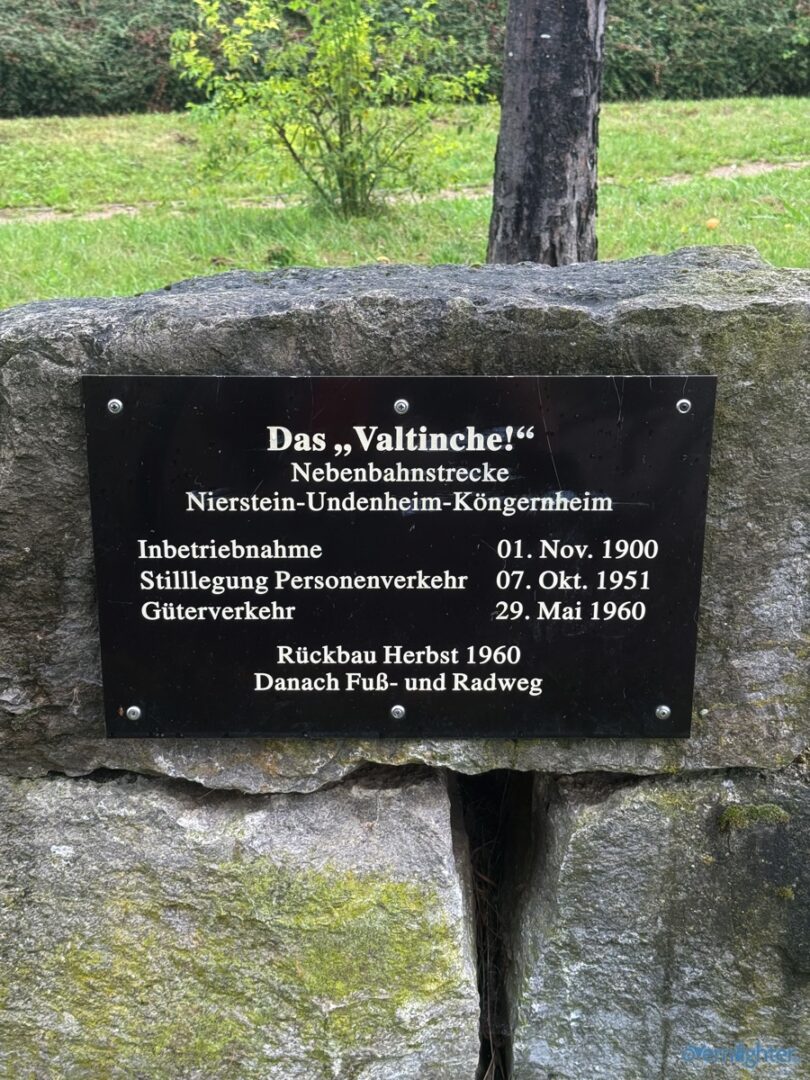 Das „Valtinche!“
Nebenbahnstrecke
Nierstein-Undenheim-Köngernheim
Inbetriebnahme 01. Nov. 1900
Stilllegung Personenverkehr 07. Okt. 1951
Güterverkehr 29. Mai 1960
Rückbau Herbst 1960
Danach Fuß- und Radweg
overnlighter